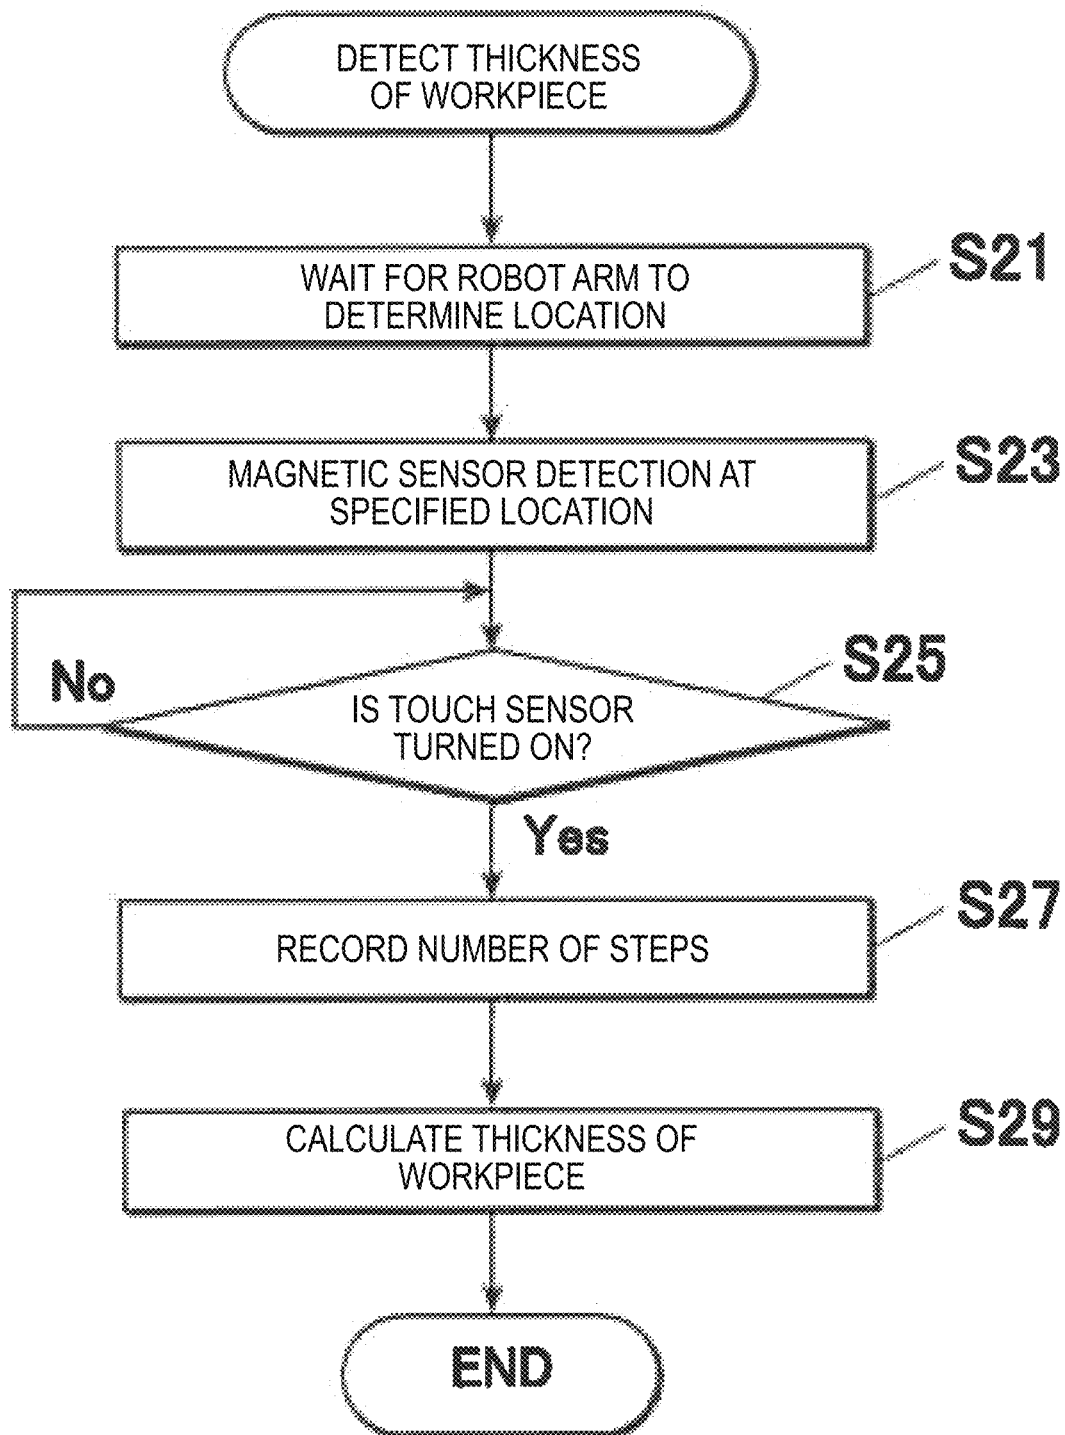 DETECT THICKNESS
OF WORKPIECE
WAIT FOR ROBOT ARM TO
DETERMINE LOCATION
S21
MAGNETIC SENSOR DETECTION AT
SPECIFIED LOCATION
S23
No
IS TOUCH SENSOR
TURNED ON?
S25
Yes
RECORD NUMBER OF STEPS
S27
CALCULATE THICKNESS OF
WORKPIECE
S29
END